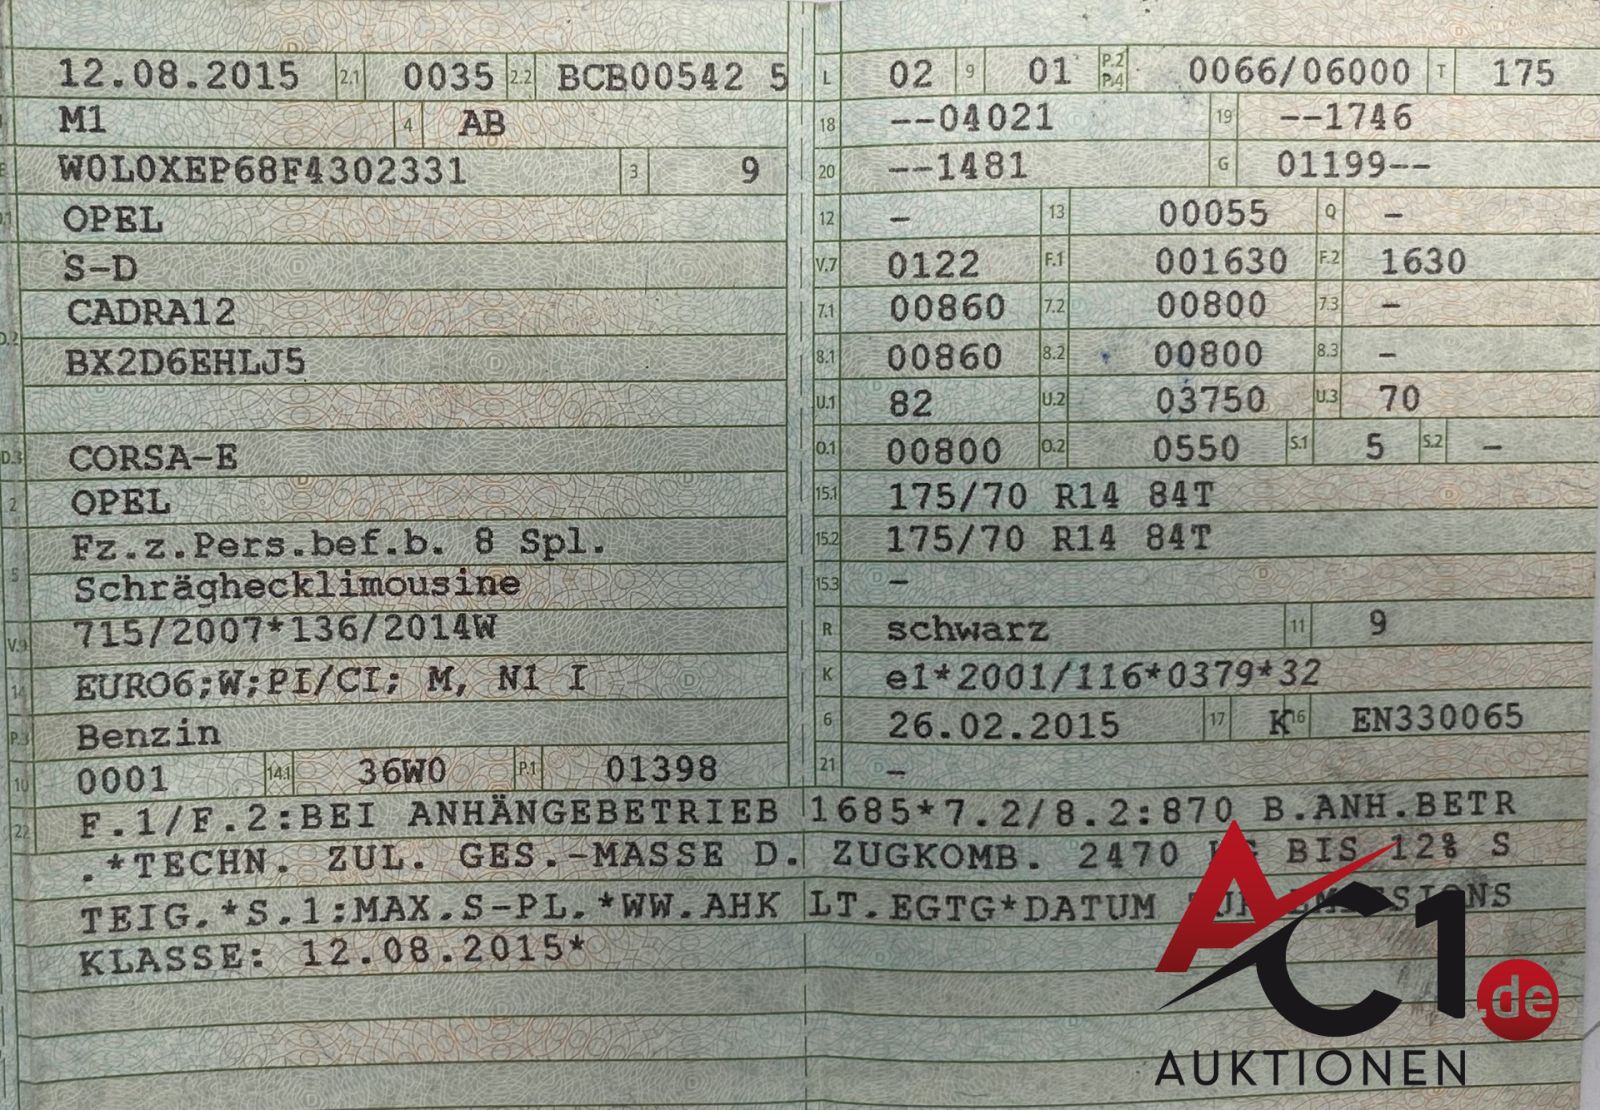 12.08.2015 2.1 0035 2.2 BCB00542 5
M1 4 AB
W0L0XEP68F4302331 3 9
OPEL
S-D
CADRA12
D.2
BX2D6EHLJ5
D.3 CORSA-E
2 OPEL
Fz.z.Pers.bef.b. 8 Spl.
5 Schräghecklimousine
V.9 715/2007*136/2014W
14 EURO6;W;PI/CI; M, N1 I
P.3 Benzin
10 0001 14.1 36W0 P.1 01398
L 02 9 01 P.2 P.4 0066/06000 T 175
18 --04021 19 --1746
20 --1481 G 01199--
12 - 13 00055 Q -
V.7 0122 F.1 001630 F.2 1630
7.1 00860 7.2 00800 7.3 -
8.1 00860 8.2 00800 8.3 -
U.1 82 U.2 03750 U.3 70
O.1 00800 O.2 0550 S.1 5 S.2 -
15.1 175/70 R14 84T
15.2 175/70 R14 84T
15.3 -
R schwarz 11 9
K e1*2001/116*0379*32
6 26.02.2015 17 K 16 EN330065
21 -
22 F.1/F.2:BEI ANHÄNGEBETRIEB 1685*7.2/8.2:870 B.ANH.BETR
.*TECHN. ZUL. GES.-MASSE D. ZUGKOMB. 2470 BIS 12% S
TEIG.*S.1:MAX.S-PL.*WW.AHK LT.EGTG*DATUM ZUR EMISSIONS
KLASSE: 12.08.2015*
AC1.de
AUKTIONEN